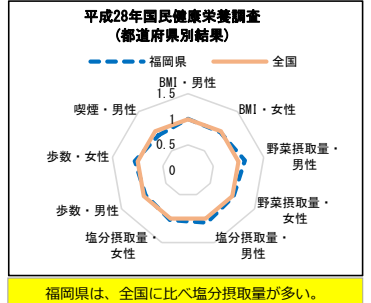 平成28年国民健康栄養調査
(都道府県別結果)
福岡県
全国
BMI・男性
1.5
喫煙・男性
BMI・女性
1
0.5
野菜摂取量・
男性
歩数・女性
0
歩数・男性
野菜摂取量・
女性
塩分摂取量・
女性
塩分摂取量・
男性
福岡県は、全国に比べ塩分摂取量が多い。